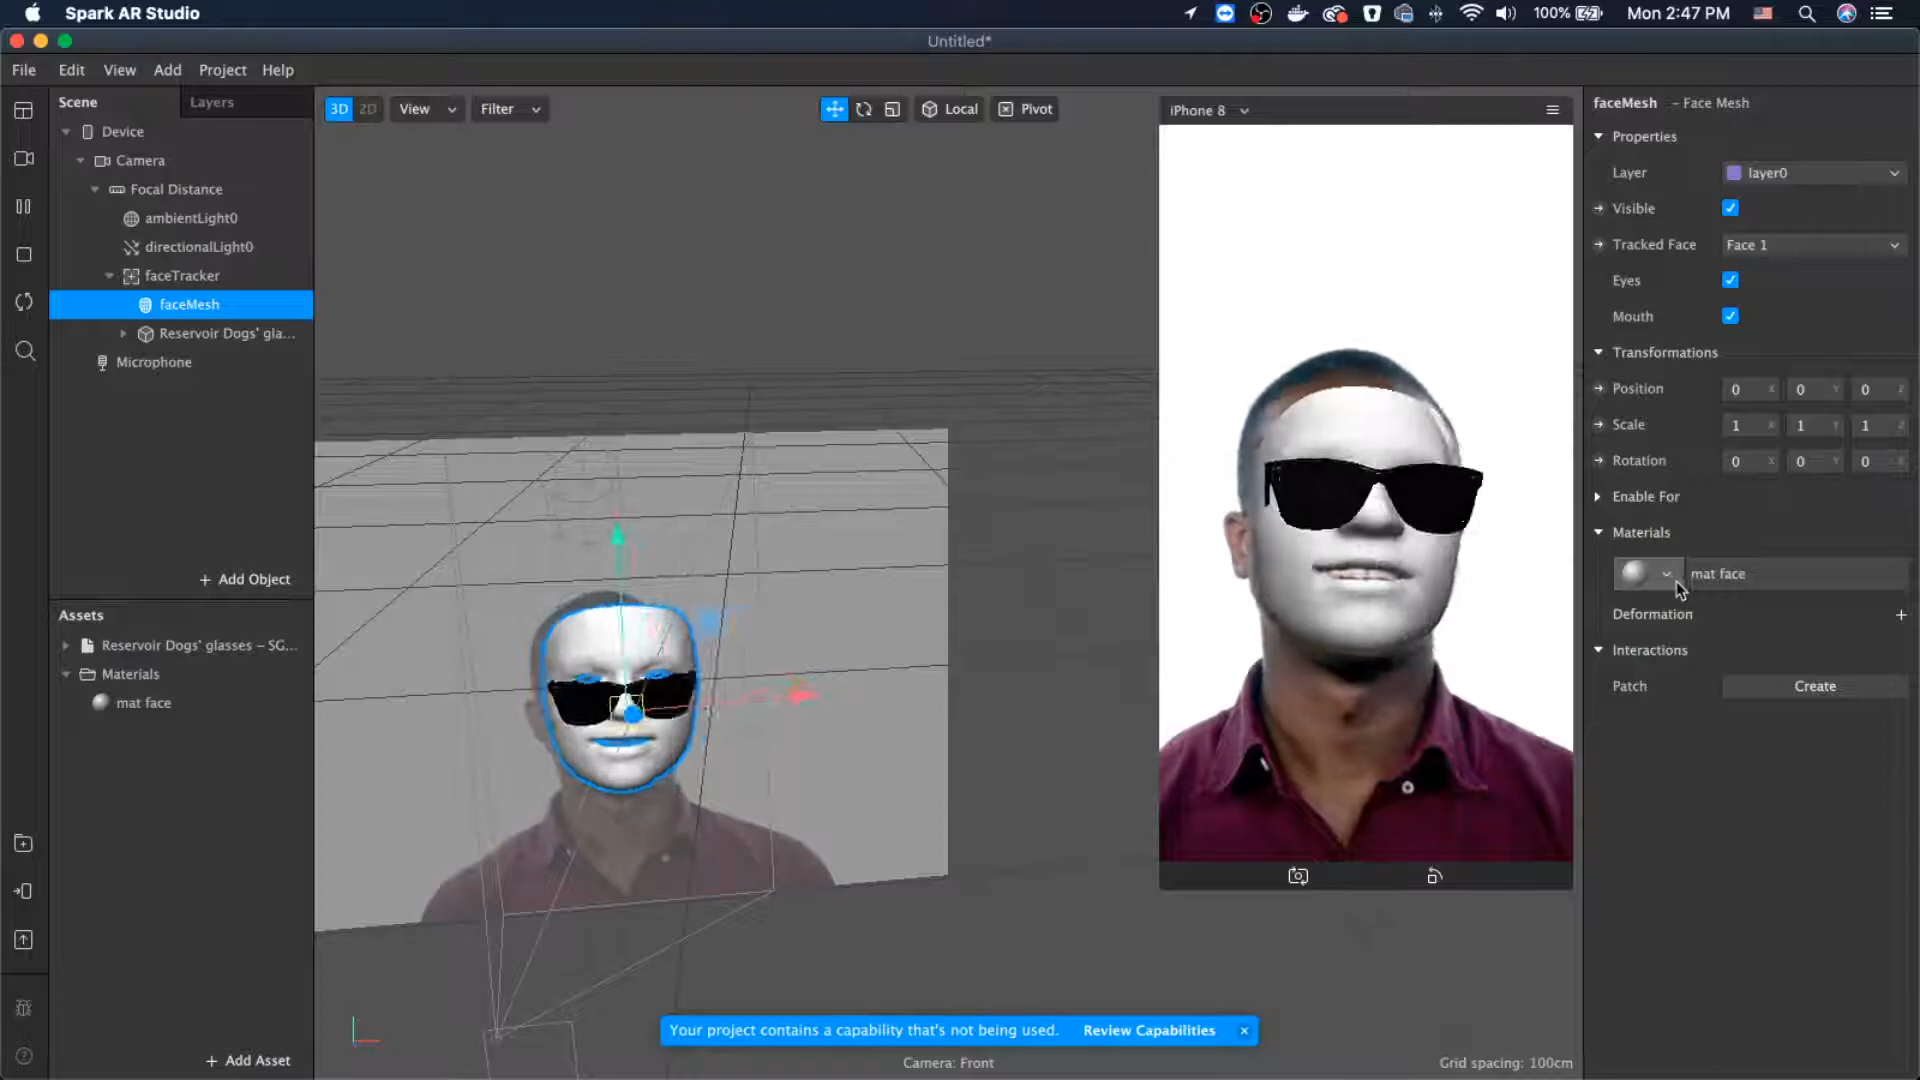 Spark AR Studio
100%
Mon 2:47 PM
Untitled*
File Edit View Add Project Help
Scene Layers
Device
Camera
Focal Distance
ambientLight0
directionalLight0
faceTracker
faceMesh
Reservoir Dogs' gla...
Microphone
+ Add Object
Assets
Reservoir Dogs' glasses – SG...
Materials
mat face
+ Add Asset
3D 2D View Filter
Local Pivot
iPhone 8
Your project contains a capability that's not being used. Review Capabilities
Camera: Front
Grid spacing: 100cm
faceMesh – Face Mesh
Properties
Layer layer0
Visible
Tracked Face Face 1
Eyes
Mouth
Transformations
Position 0 X 0 Y 0 Z
Scale 1 X 1 Y 1 Z
Rotation 0 X 0 Y 0 Z
Enable For
Materials
mat face
Deformation +
Interactions
Patch Create